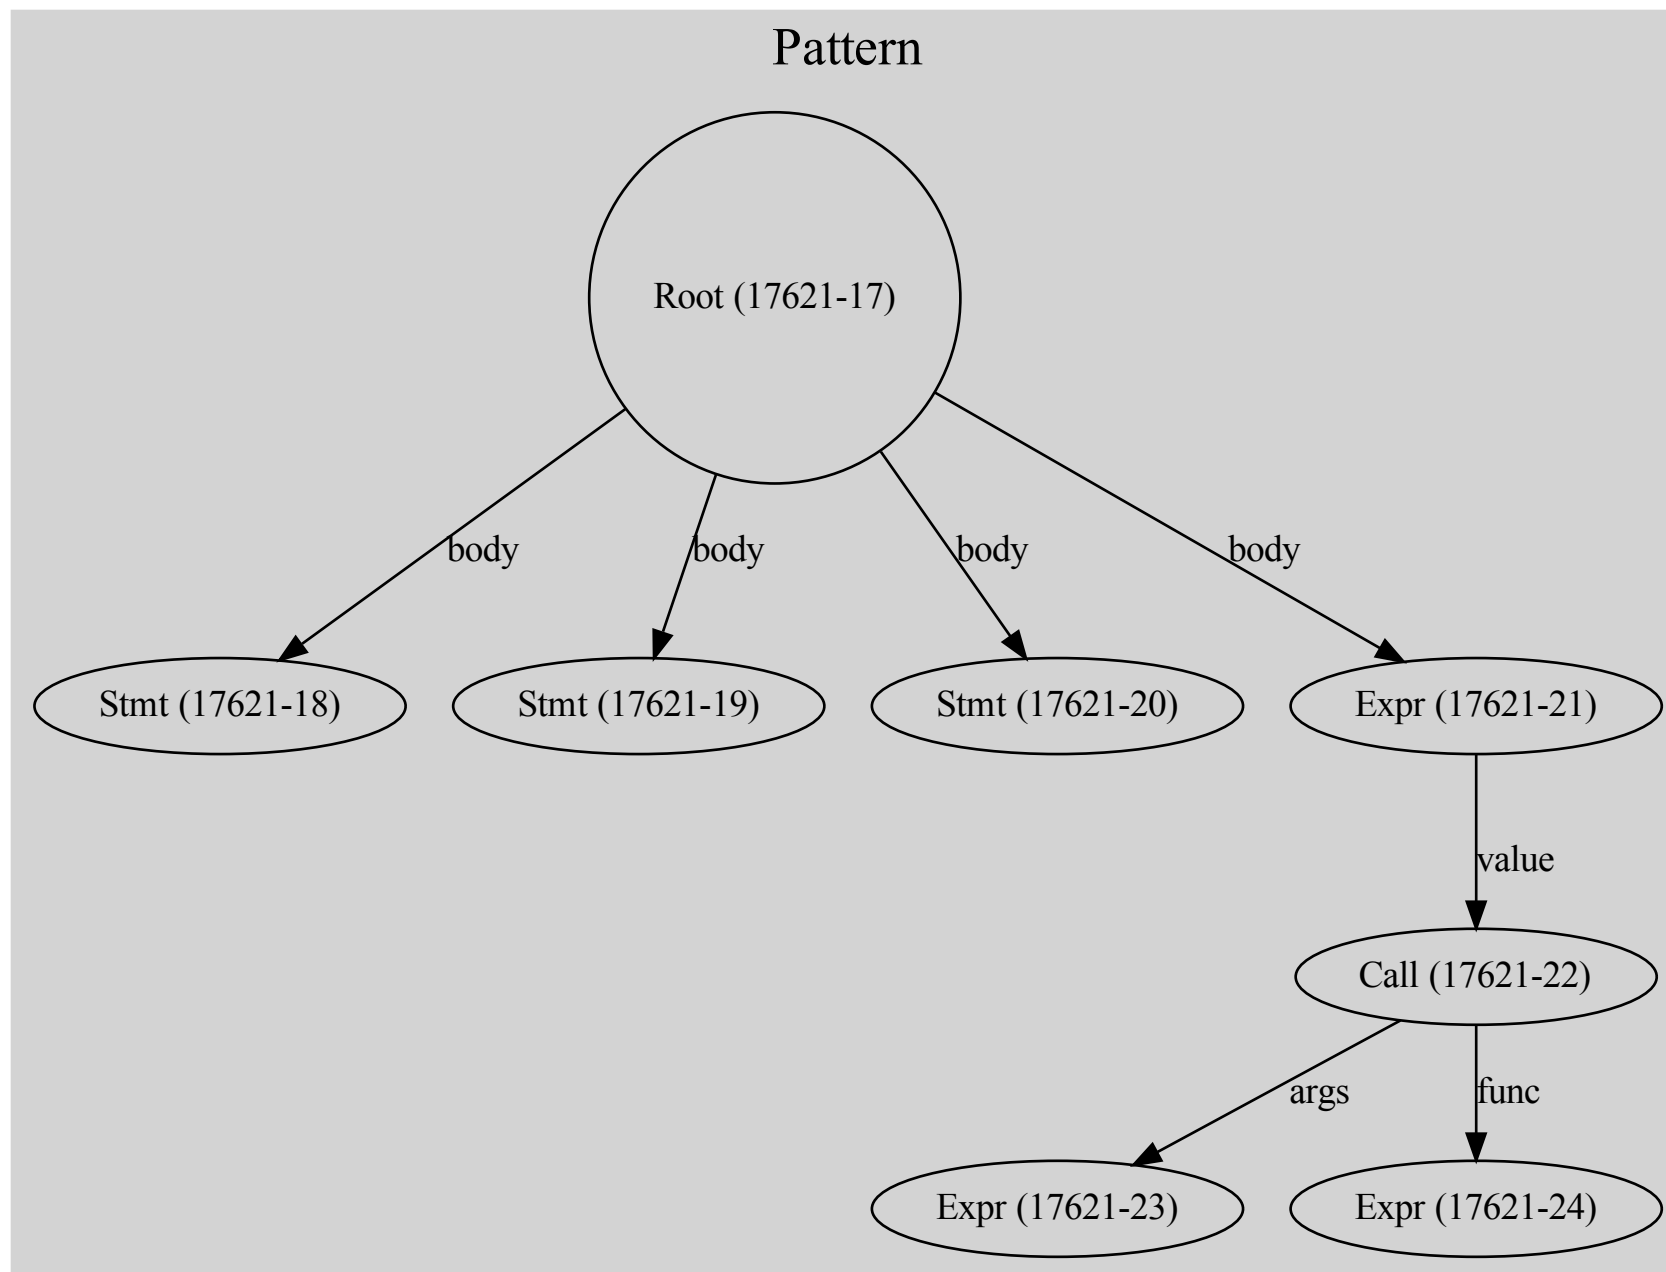 Pattern
Root (17621-17)
body
body
body
body
Stmt (17621-18)
Stmt (17621-19)
Stmt (17621-20)
Expr (17621-21)
value
Call (17621-22)
args
func
Expr (17621-23)
Expr (17621-24)